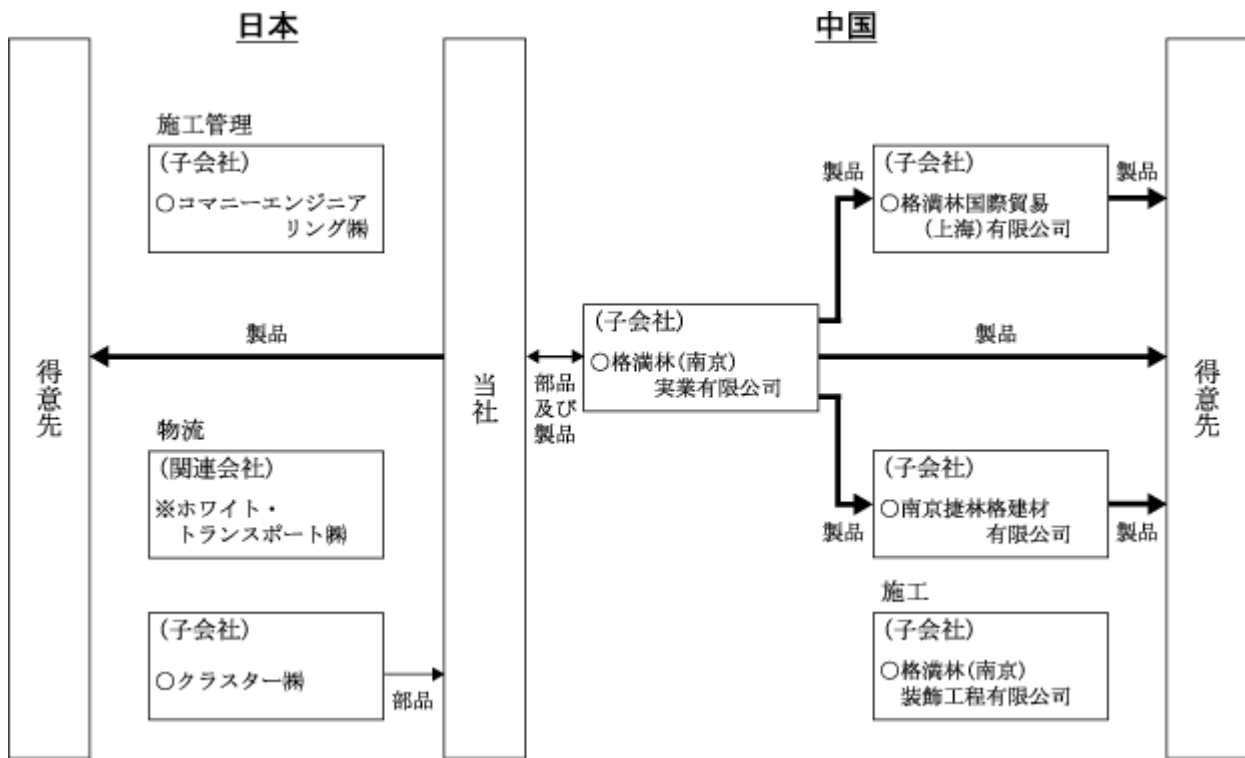 日本
中国
得意先
施工管理
(子会社)
○コマニーエンジニア
リング㈱
製品
物流
(関連会社)
※ホワイト・
トランスポート㈱
(子会社)
○クラスター㈱
部品
当社
部品
及び
製品
(子会社)
○格満林(南京)
実業有限公司
製品
(子会社)
○格満林国際貿易
(上海)有限公司
製品
製品
製品
(子会社)
○南京捷林格建材
有限公司
製品
施工
(子会社)
○格満林(南京)
装飾工程有限公司
得意先